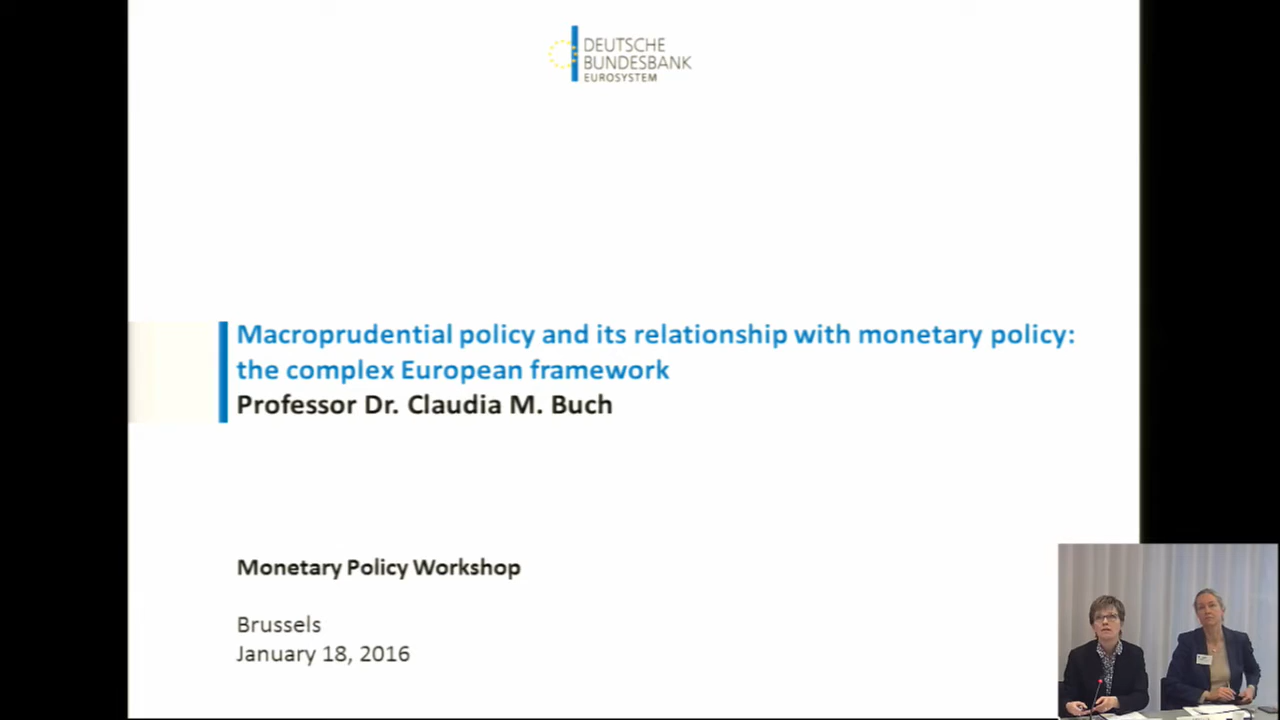 DEUTSCHE
BUNDESBANK
EUROSYSTEM
Macroprudential policy and its relationship with monetary policy:
the complex European framework
Professor Dr. Claudia M. Buch
Monetary Policy Workshop
Brussels
January 18, 2016